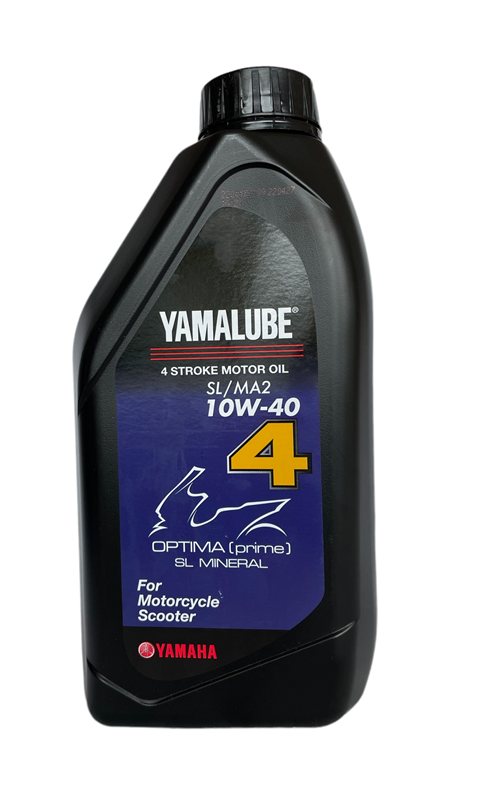 YAMALUBE®
4 STROKE MOTOR OIL
SL/MA2
10W-40
4
OPTIMA (prime)
SL MINERAL
For
Motorcycle
Scooter
YAMAHA